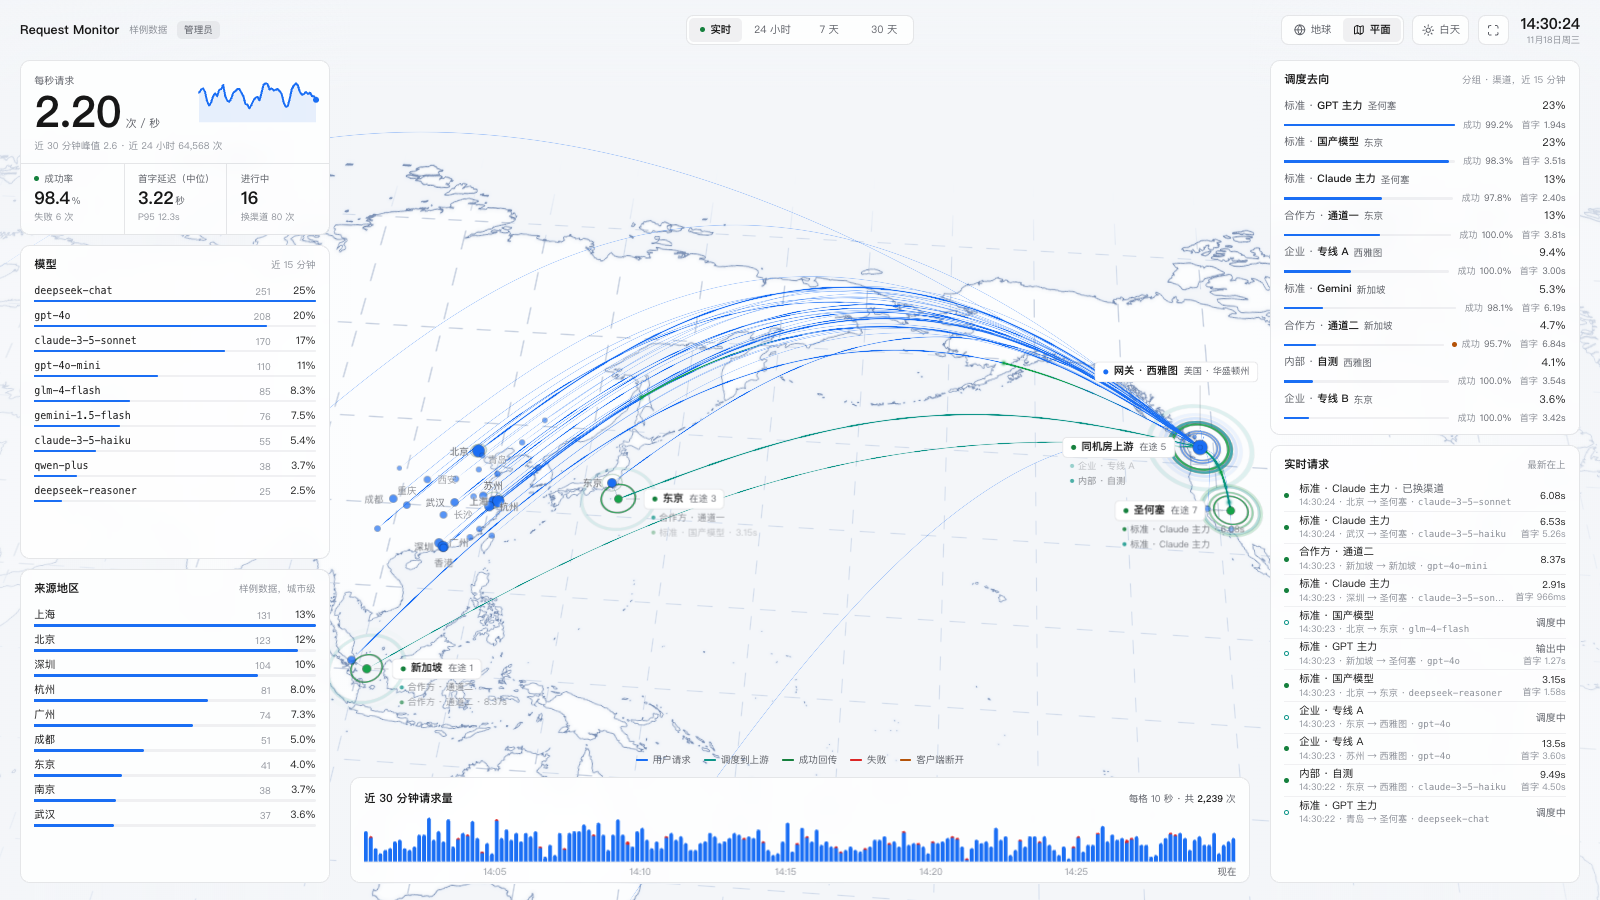 Request Monitor 样例数据 管理员
实时 24 小时 7 天 30 天
地球 平面 白天
14:30:24
11月18日周三
每秒请求
2.20 次 / 秒
近 30 分钟峰值 2.6 · 近 24 小时 64,568 次
成功率
98.4%
失败 6 次
首字延迟（中位）
3.22 秒
P95 12.3s
进行中
16
换渠道 80 次
模型 近 15 分钟
deepseek-chat 251 25%
gpt-4o 208 20%
claude-3-5-sonnet 170 17%
gpt-4o-mini 110 11%
glm-4-flash 85 8.3%
gemini-1.5-flash 76 7.5%
claude-3-5-haiku 55 5.4%
qwen-plus 38 3.7%
deepseek-reasoner 25 2.5%
来源地区 样例数据，城市级
上海 131 13%
北京 123 12%
深圳 104 10%
杭州 81 8.0%
广州 74 7.3%
成都 51 5.0%
东京 41 4.0%
南京 38 3.7%
武汉 37 3.6%
网关 · 西雅图 美国 · 华盛顿州
同机房上游 在途 5
企业 · 专线 A
内部 · 自测
圣何塞 在途 7
标准 · Claude 主力
标准 · Claude 主力
东京
东京 在途 3
合作方 · 通道一
标准 · 国产模型 · 3.15s
新加坡 在途 1
合作方 · 通道二
合作方 · 通道二 · 8.37s
北京
青岛
西安
苏州
成都
重庆
武汉
上海
杭州
长沙
深圳
广州
香港
用户请求 调度到上游 成功回传 失败 客户端断开
近 30 分钟请求量 每格 10 秒 · 共 2,239 次
14:05 14:10 14:15 14:20 14:25 现在
调度去向 分组 · 渠道，近 15 分钟
标准 · GPT 主力 圣何塞 23%
成功 99.2% 首字 1.94s
标准 · 国产模型 东京 23%
成功 98.3% 首字 3.51s
标准 · Claude 主力 圣何塞 13%
成功 97.8% 首字 2.40s
合作方 · 通道一 东京 13%
成功 100.0% 首字 3.81s
企业 · 专线 A 西雅图 9.4%
成功 100.0% 首字 3.00s
标准 · Gemini 新加坡 5.3%
成功 98.1% 首字 6.19s
合作方 · 通道二 新加坡 4.7%
成功 95.7% 首字 6.84s
内部 · 自测 西雅图 4.1%
成功 100.0% 首字 3.54s
企业 · 专线 B 东京 3.6%
成功 100.0% 首字 3.42s
实时请求 最新在上
标准 · Claude 主力 · 已换渠道 6.08s
14:30:24 · 北京 → 圣何塞 · claude-3-5-sonnet
标准 · Claude 主力 6.53s
14:30:24 · 武汉 → 圣何塞 · claude-3-5-haiku 首字 5.26s
合作方 · 通道二 8.37s
14:30:23 · 新加坡 → 新加坡 · gpt-4o-mini
标准 · Claude 主力 2.91s
14:30:23 · 深圳 → 圣何塞 · claude-3-5-son… 首字 966ms
标准 · 国产模型 调度中
14:30:23 · 北京 → 东京 · glm-4-flash
标准 · GPT 主力 输出中
14:30:23 · 新加坡 → 圣何塞 · gpt-4o 首字 1.27s
标准 · 国产模型 3.15s
14:30:23 · 北京 → 东京 · deepseek-reasoner 首字 1.58s
企业 · 专线 A 调度中
14:30:23 · 东京 → 西雅图 · gpt-4o
企业 · 专线 A 13.5s
14:30:23 · 苏州 → 西雅图 · gpt-4o 首字 3.60s
内部 · 自测 9.49s
14:30:22 · 东京 → 西雅图 · claude-3-5-haiku 首字 4.50s
标准 · GPT 主力 调度中
14:30:22 · 青岛 → 圣何塞 · deepseek-chat